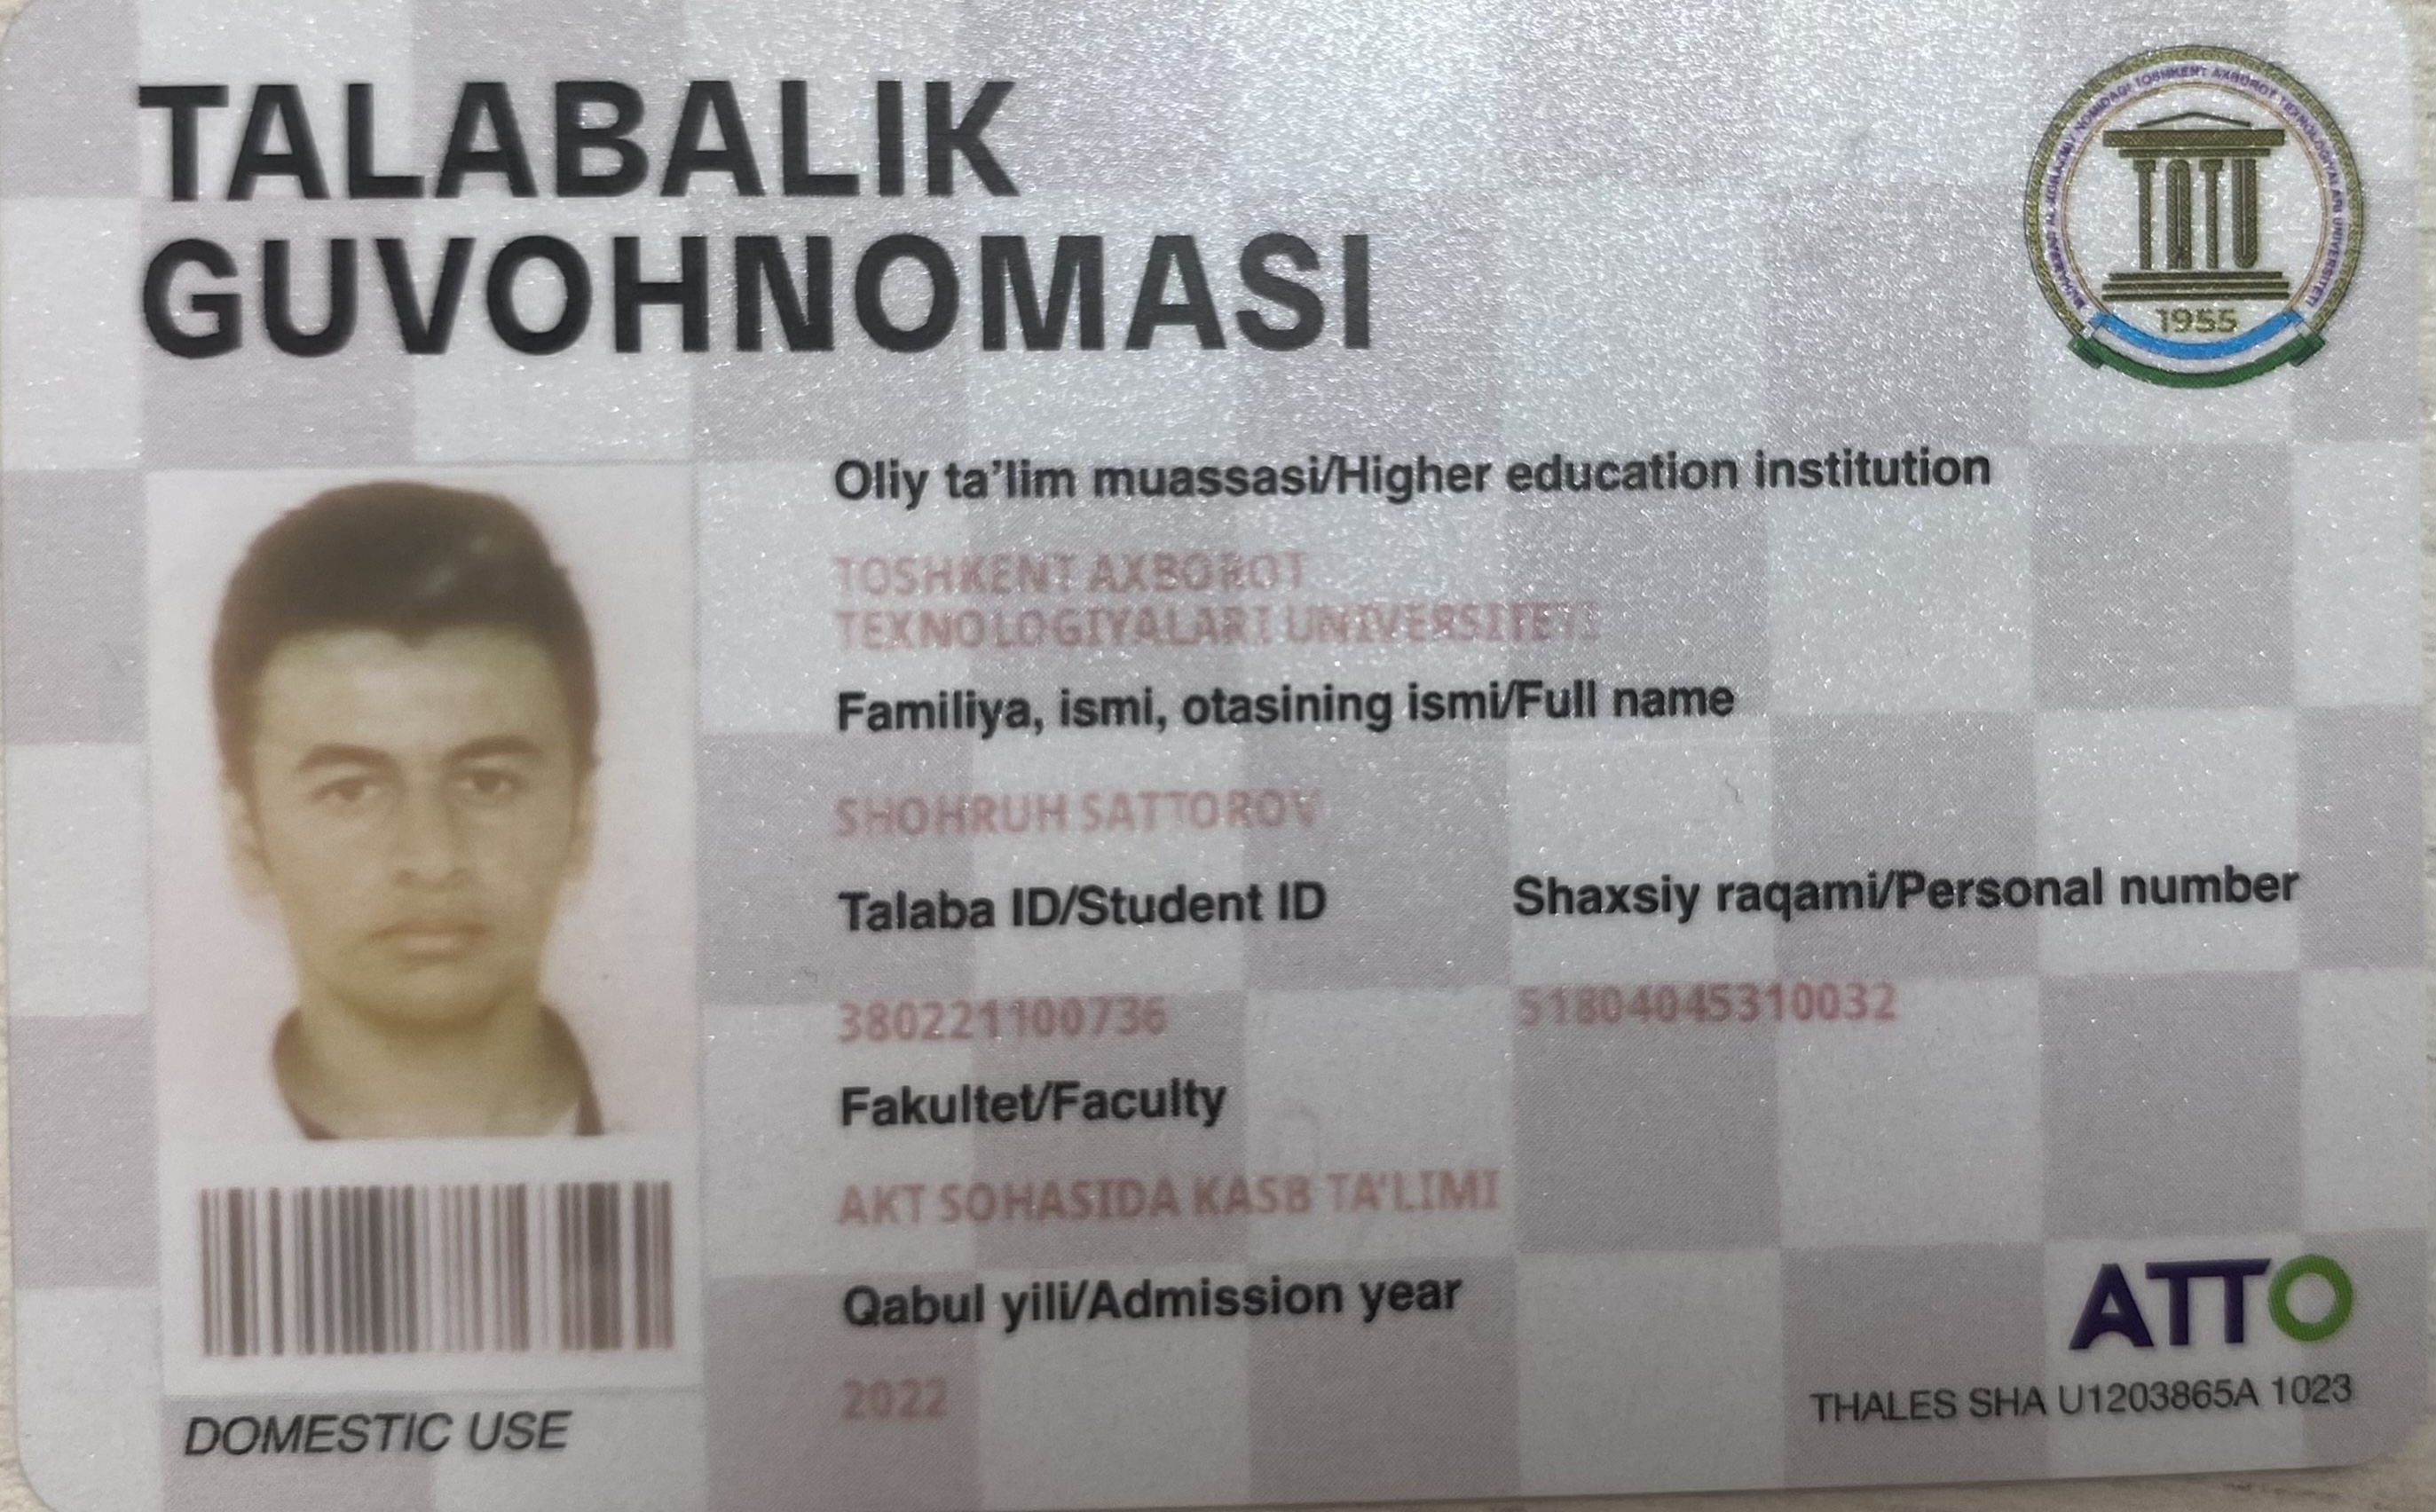 TALABALIK
GUVOHNOMASI
MUHAMMAD AL-XORAZMIY NOMIDAGI TOSHKENT AXBOROT TEXNOLOGIYALARI UNIVERSITETI
TATU
1955
Oliy ta'lim muassasi/Higher education institution
TOSHKENT AXBOROT
TEXNOLOGIYALARI UNIVERSITETI
Familiya, ismi, otasining ismi/Full name
SHOHRUH SATTOROV
Talaba ID/Student ID
Shaxsiy raqami/Personal number
380221100736
51804045310032
Fakultet/Faculty
AKT SOHASIDA KASB TA'LIMI
Qabul yili/Admission year
2022
ATTO
THALES SHA U1203865A 1023
DOMESTIC USE